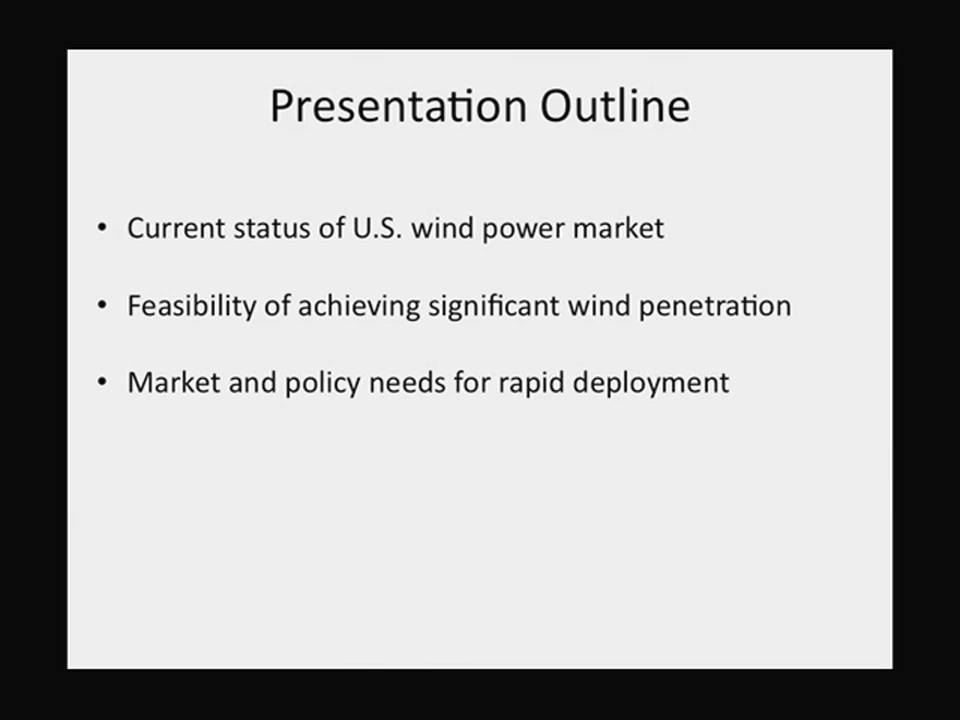 Presentation Outline
• Current status of U.S. wind power market
• Feasibility of achieving significant wind penetration
• Market and policy needs for rapid deployment